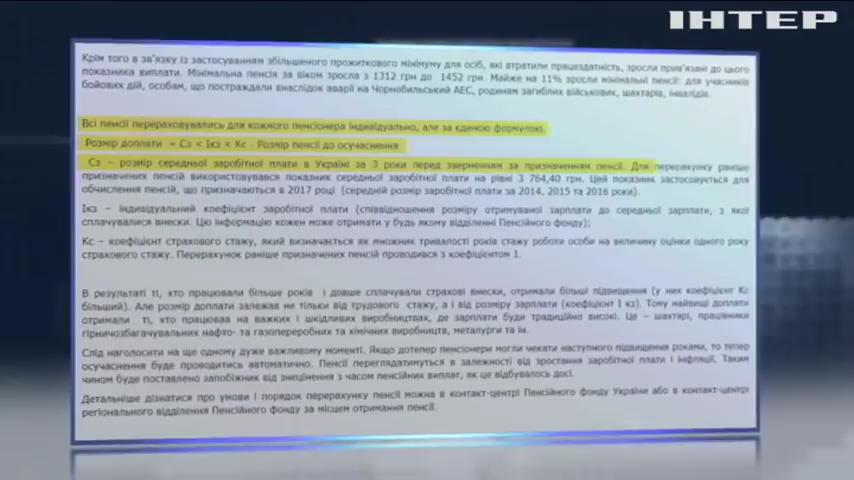 ІНТЕР
Крім того в зв'язку із застосуванням збільшеного прожиткового мінімуму для осіб, які втратили працездатність, зросли прив'язані до цього
показника виплати. Мінімальна пенсія за віком зросла з 1312 грн до 1452 грн. Майже на 11% зросли мінімальні пенсії: для учасників
бойових дій, особам, що постраждали внаслідок аварії на Чорнобильський АЕС, родинам загиблих військових, шахтарів, інвалідів.
Всі пенсії перераховувались для кожного пенсіонера індивідуально, але за єдиною формулою.
Розмір доплати = Сз × Ікз × Кс - Розмір пенсії до осучаснення
Сз – розмір середньої заробітної плати в Україні за 3 роки перед зверненням за призначенням пенсії. Для перерахунку раніше
призначених пенсій використовувався показник середньої заробітної плати на рівні 3 764,40 грн. Цей показник застосовується для
обчислення пенсій, що призначаються в 2017 році (середній розмір заробітної плати за 2014, 2015 та 2016 роки).
Ікз – індивідуальний коефіцієнт заробітної плати (співвідношення розміру отримуваної зарплати до середньої зарплати, з якої
сплачувалися внески. Цю інформацію кожен може отримати у будь якому відділенні Пенсійного фонду);
Кс – коефіцієнт страхового стажу, який визначається як множник тривалості років стажу роботи особи на величину оцінки одного року
страхового стажу. Перерахунок раніше призначених пенсій проводився з коефіцієнтом 1.
В результаті ті, хто працювали більше років і довше сплачували страхові внески, отримали більші підвищення (у них коефіцієнт Кс
більший). Але розмір доплати залежав не тільки від трудового стажу, а і від розміру зарплати (коефіцієнт І кз). Тому найвищі доплати
отримали ті, хто працював на важких і шкідливих виробництвах, де зарплати були традиційно високі. Це – шахтарі, працівники
гірничозбагачувальних нафто- та газопереробних та хімічних виробництв, металурги та ін.
Слід наголосити на ще одному дуже важливому моменті. Якщо дотепер пенсіонери могли чекати наступного підвищення роками, то тепер
осучаснення буде проводитись автоматично. Пенсії переглядатимуться в залежності від зростання заробітної плати і інфляції. Таким
чином буде поставлено запобіжник від знецінення з часом пенсійних виплат, як це відбувалось досі.
Детальніше дізнатися про умови і порядок перерахунку пенсії можна в контакт-центрі Пенсійного фонду України або в контакт-центрі
регіонального відділення Пенсійного фонду за місцем отримання пенсії.